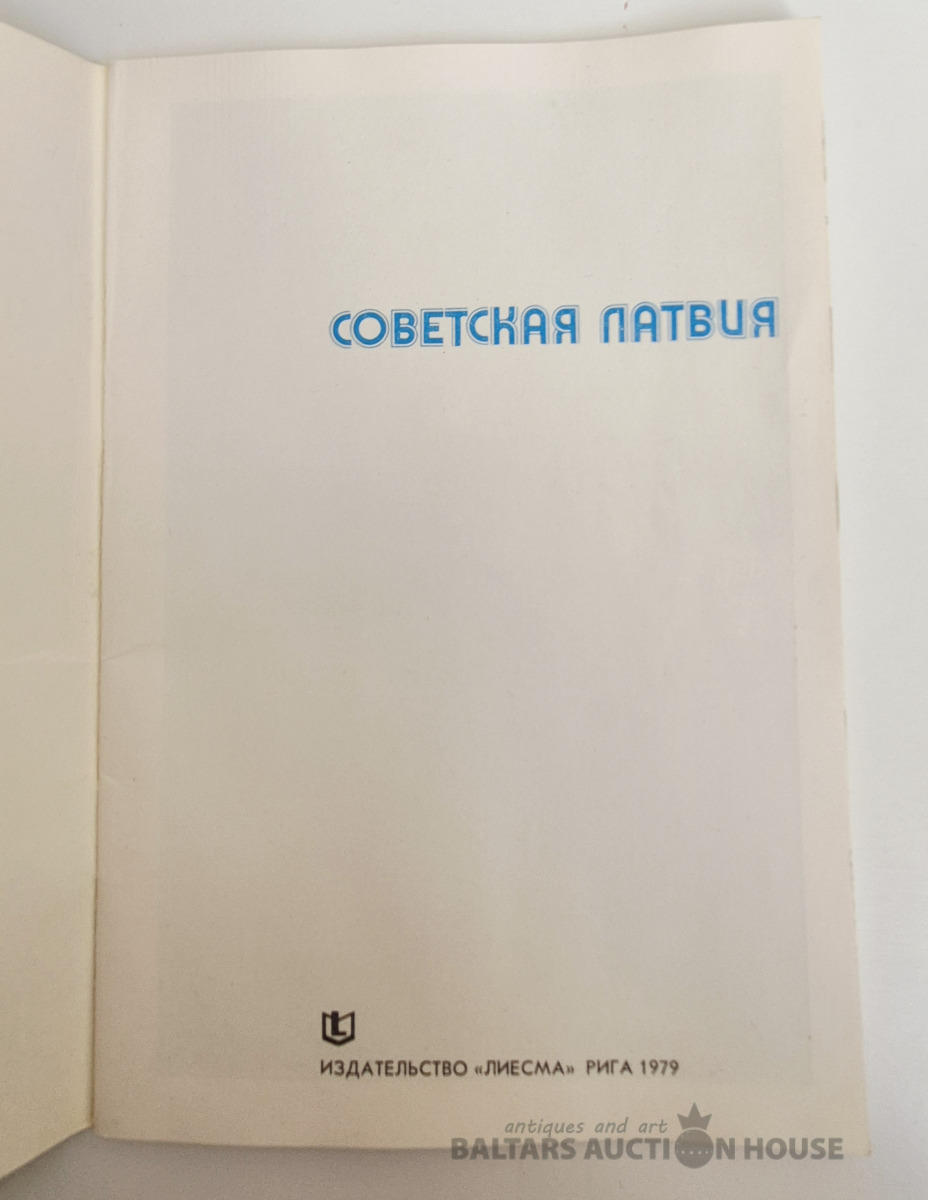 СОВЕТСКАЯ ЛАТВИЯ
L
ИЗДАТЕЛЬСТВО «ЛИЕСМА» РИГА 1979
antiques and art
BALTARS AUCTION HOUSE